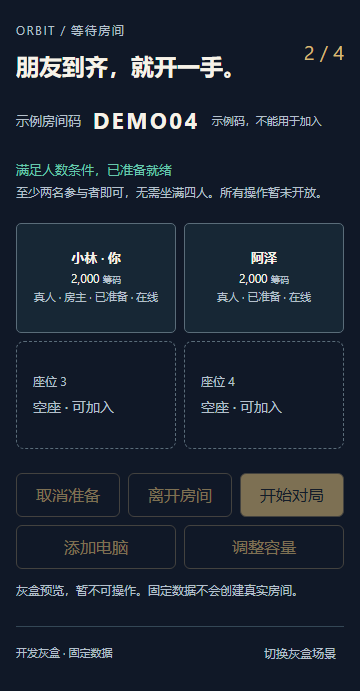 ORBIT / 等待房间
朋友到齐，就开一手。
2 / 4
示例房间码 DEMO04 示例码，不能用于加入
满足人数条件，已准备就绪
至少两名参与者即可，无需坐满四人。所有操作暂未开放。
小林 · 你
2,000 筹码
真人 · 房主 · 已准备 · 在线
阿泽
2,000 筹码
真人 · 已准备 · 在线
座位 3
空座 · 可加入
座位 4
空座 · 可加入
取消准备 离开房间 开始对局
添加电脑 调整容量
灰盒预览，暂不可操作。固定数据不会创建真实房间。
开发灰盒 · 固定数据 切换灰盒场景